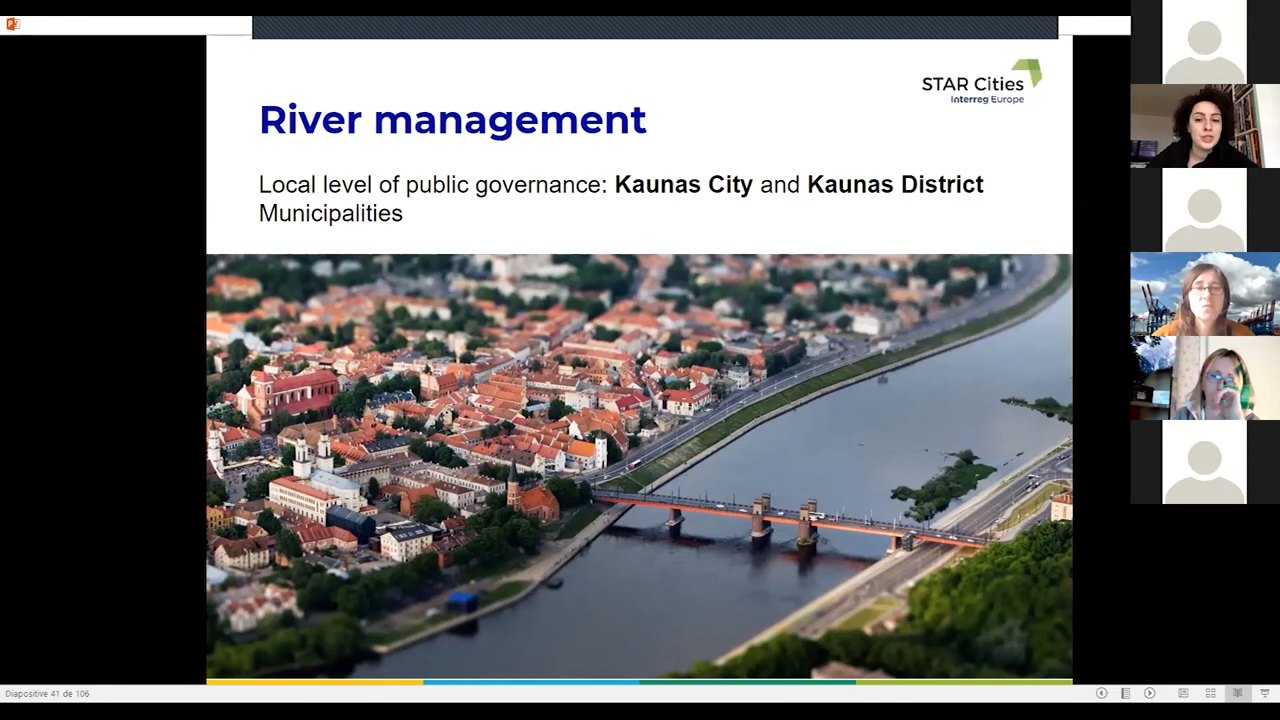 STAR Cities
Interreg Europe
River management
Local level of public governance: Kaunas City and Kaunas District
Municipalities
Diapositive 41 de 106